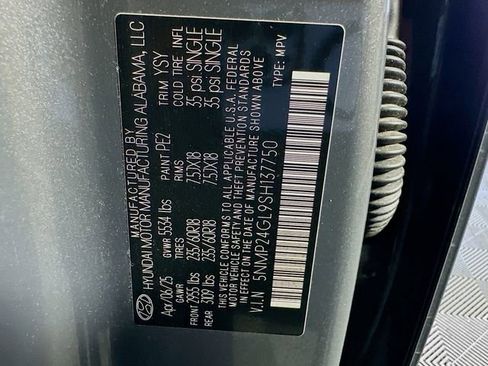 MANUFACTURED BY
HYUNDAI MOTOR MANUFACTURING ALABAMA, LLC
Apr/06/25 PAINT PE2 TRIM YSY
GAWR GVWR 5534 lbs TIRES RIMS COLD TIRE INFL
FRONT 2955 lbs 235/60R18 7.5JX18 35 psi SINGLE
REAR 3019 lbs 235/60R18 7.5JX18 35 psi SINGLE
THIS VEHICLE CONFORMS TO ALL APPLICABLE U.S.A. FEDERAL
MOTOR VEHICLE SAFETY AND THEFT PREVENTION STANDARDS
IN EFFECT ON THE DATE OF MANUFACTURE SHOWN ABOVE
V.I.N 5NMP24GL9SH137750
TYPE: MPV